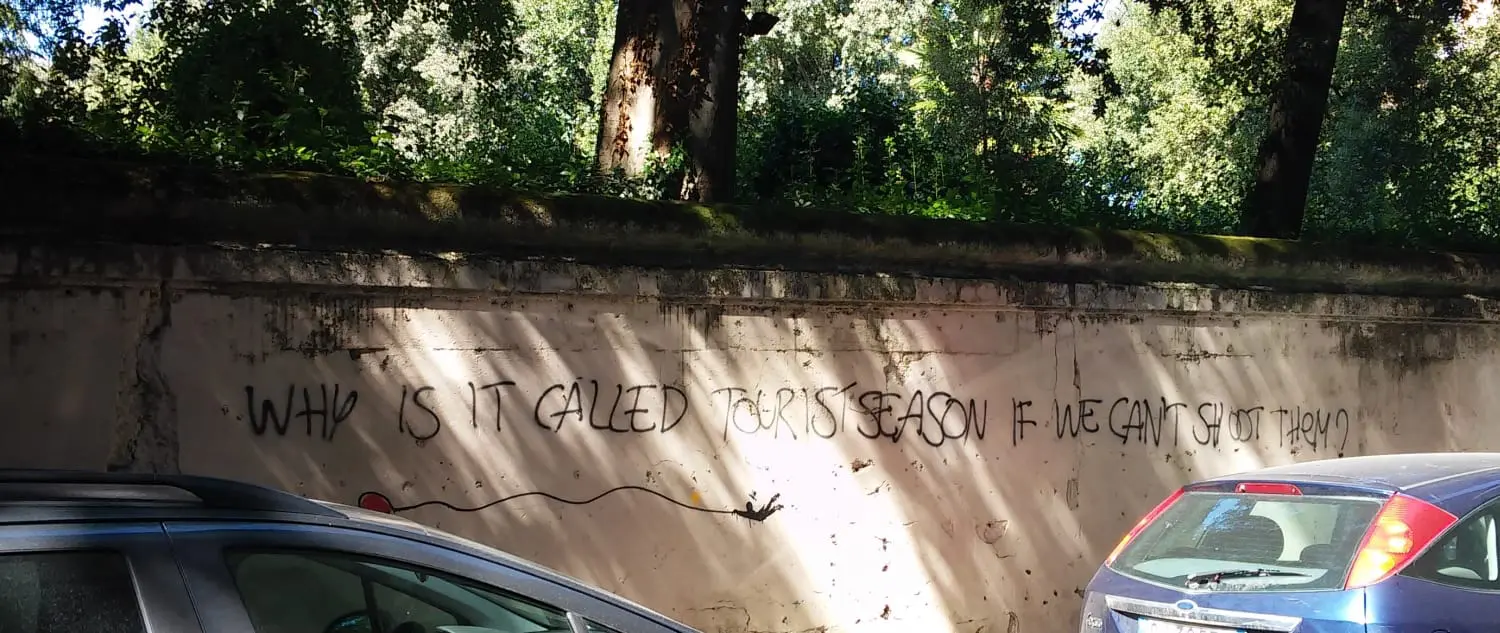 WHY IS IT CALLED TOURIST SEASON IF WE CAN'T SHOOT THEM?